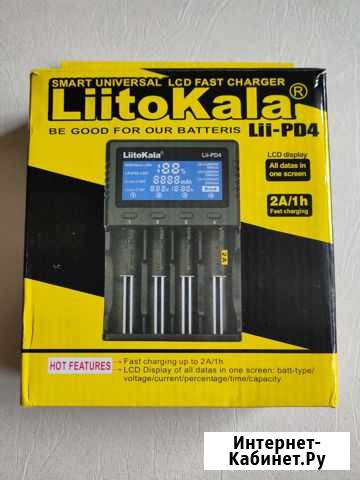 SMART UNIVERSAL LCD FAST CHARGER
LiitoKala®
BE GOOD FOR OUR BATTERIS Lii-PD4
LiitoKala® Lii-PD4
LCD display
All datas in
one screen
2A/1h
Fast charging
HOT FEATURES
- Fast charging up to 2A/1h
- LCD Display of all datas in one screen: batt-type/
voltage/current/percentage/time/capacity
Интернет-
Кабинет.Ру